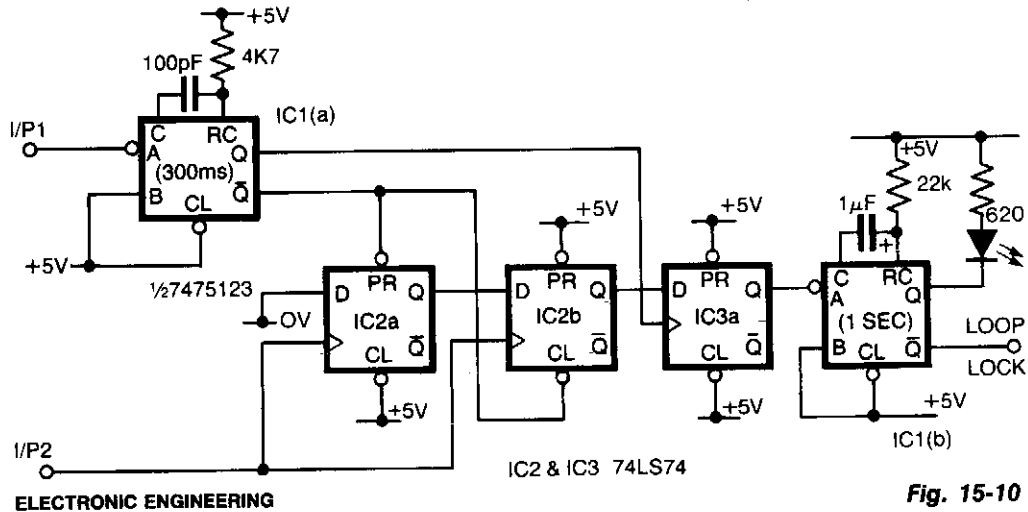 +5V
4K7
100pF
IC1(a)
I/P1
C RC
A Q
(300ms)
B Q̅
CL
+5V
½7475123
+5V
+5V
+5V
22k
1µF
+
620
D PR Q
IC2a
CL Q̅
0V
+5V
D PR Q
IC2b
CL Q̅
D PR Q
IC3a
CL Q̅
+5V
C RC
A Q
(1 SEC)
B CL Q̅
LOOP
LOCK
+5V
IC1(b)
I/P2
IC2 & IC3 74LS74
ELECTRONIC ENGINEERING
Fig. 15-10